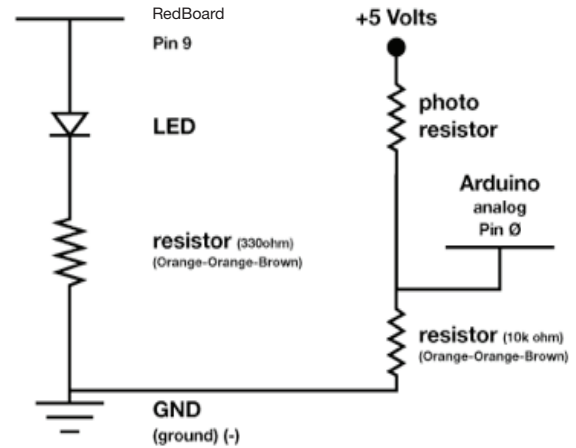 RedBoard
Pin 9
LED
resistor (330ohm)
(Orange-Orange-Brown)
GND
(ground) (-)
+5 Volts
photo
resistor
Arduino
analog
Pin Ø
resistor (10k ohm)
(Orange-Orange-Brown)